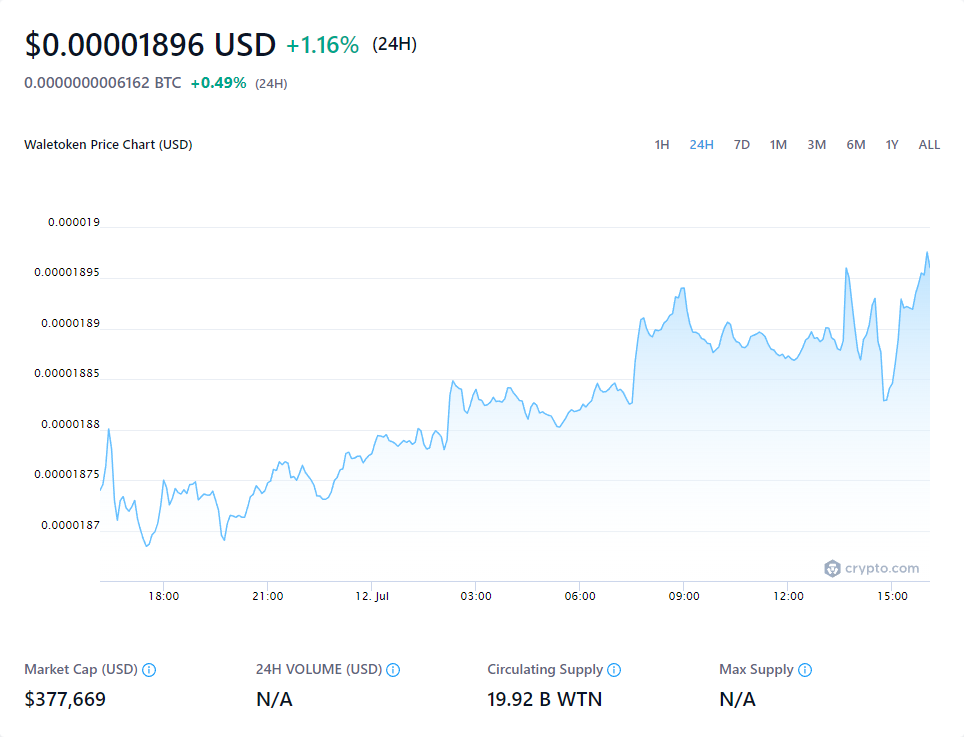 $0.00001896 USD +1.16% (24H)
0.0000000006162 BTC +0.49% (24H)
Waletoken Price Chart (USD) 1H 24H 7D 1M 3M 6M 1Y ALL
0.000019
0.00001895
0.0000189
0.00001885
0.0000188
0.00001875
0.0000187
crypto.com
18:00 21:00 12. Jul 03:00 06:00 09:00 12:00 15:00
Market Cap (USD) 24H VOLUME (USD) Circulating Supply Max Supply
$377,669 N/A 19.92 B WTN N/A